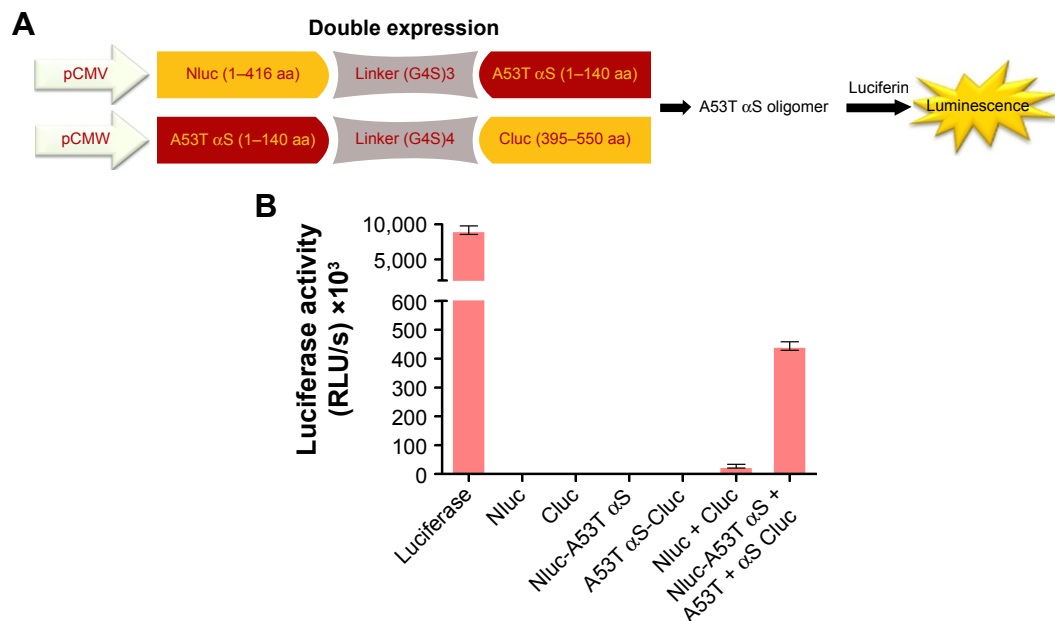 A
Double expression
pCMV
Nluc (1–416 aa)
Linker (G4S)3
A53T αS (1–140 aa)
pCMW
A53T αS (1–140 aa)
Linker (G4S)4
Cluc (395–550 aa)
A53T αS oligomer
Luciferin
Luminescence
B
Luciferase activity
(RLU/s) ×10³
10,000
5,000
600
500
400
300
200
100
0
Luciferase
Nluc
Cluc
Nluc-A53T αS
A53T αS-Cluc
Nluc + Cluc
Nluc-A53T αS +
A53T + αS Cluc